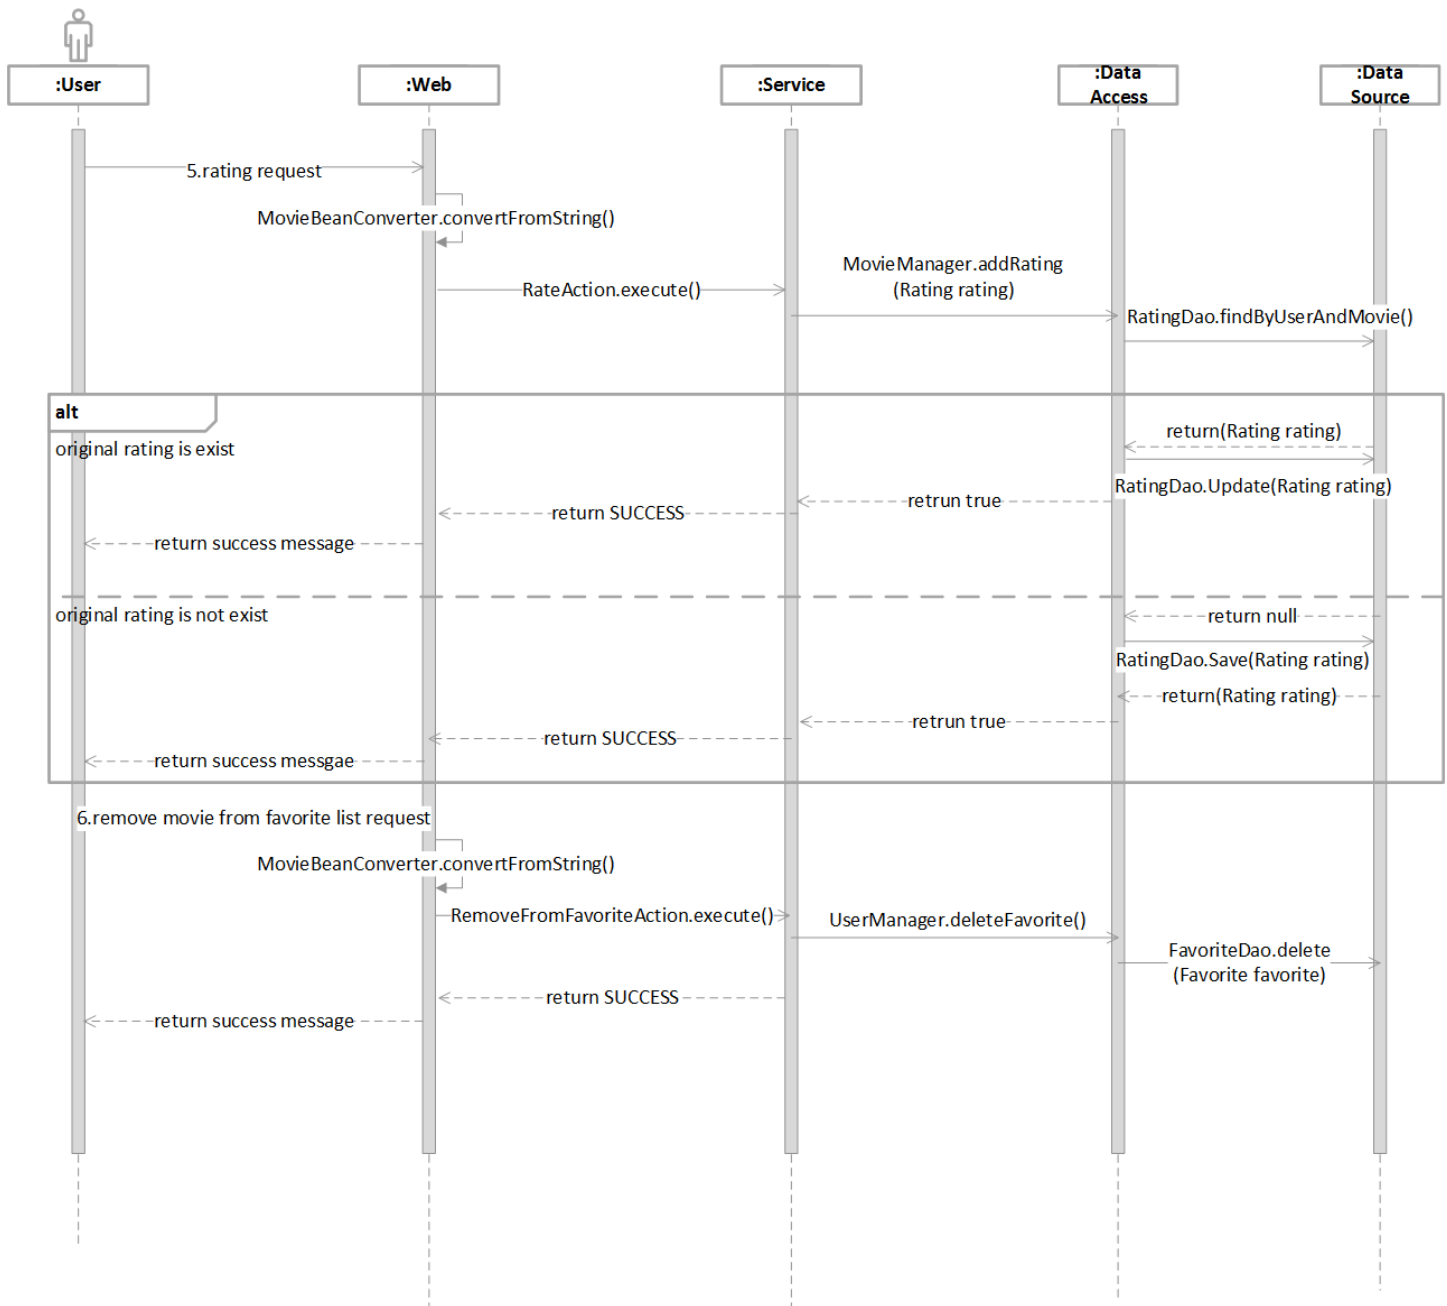 :User
:Web
:Service
:Data
Access
:Data
Source
5.rating request
MovieBeanConverter.convertFromString()
RateAction.execute()
MovieManager.addRating
(Rating rating)
RatingDao.findByUserAndMovie()
alt
original rating is exist
return(Rating rating)
RatingDao.Update(Rating rating)
retrun true
return SUCCESS
return success message
original rating is not exist
return null
RatingDao.Save(Rating rating)
return(Rating rating)
retrun true
return SUCCESS
return success messgae
6.remove movie from favorite list request
MovieBeanConverter.convertFromString()
RemoveFromFavoriteAction.execute()
UserManager.deleteFavorite()
FavoriteDao.delete
(Favorite favorite)
return SUCCESS
return success message